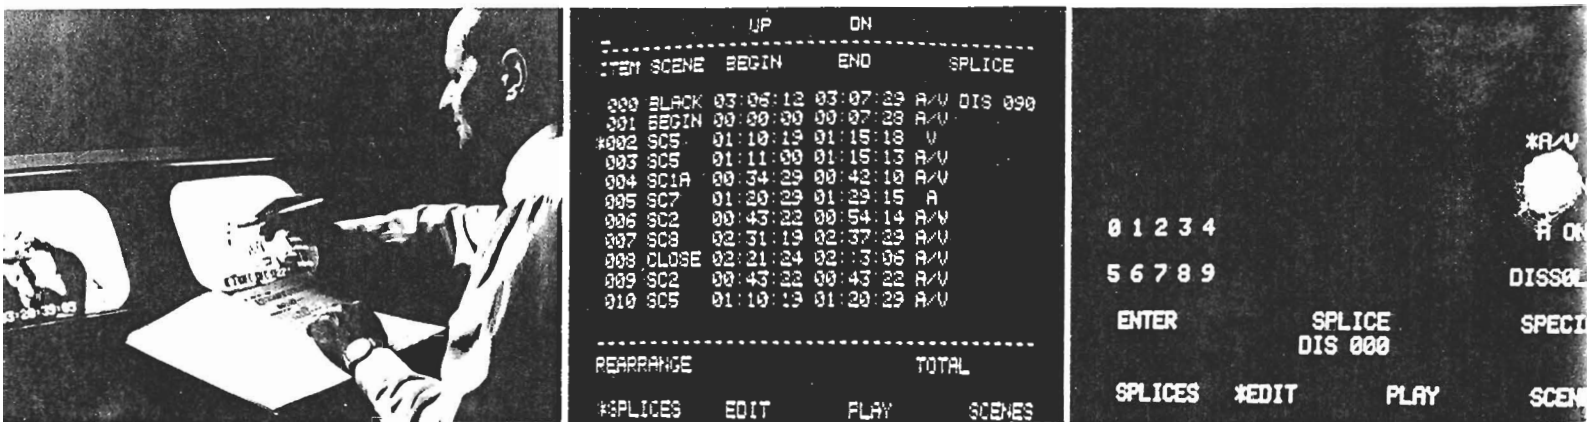 UP DN
ITEM SCENE BEGIN END SPLICE
000 BLACK 03:06:12 03:07:29 A/V DIS 090
001 BEGIN 00:00:00 00:07:28 A/V
*002 SC5 01:10:19 01:15:18 V
003 SC5 01:11:00 01:15:13 A/V
004 SC1A 00:34:29 00:42:10 A/V
005 SC7 01:20:29 01:29:15 A
006 SC2 00:43:22 00:54:14 A/V
007 SC8 02:31:19 02:37:29 A/V
008 CLOSE 02:21:24 A/V
009 SC2 00:43:22 00:43:22 A/V
010 SC5 01:10:19 01:20:29 A/V
REARRANGE TOTAL
*SPLICES EDIT PLAY SCENES
*A/V
0 1 2 3 4
5 6 7 8 9
DISSOL
ENTER SPLICE SPECI
DIS 000
SPLICES *EDIT PLAY SCEN